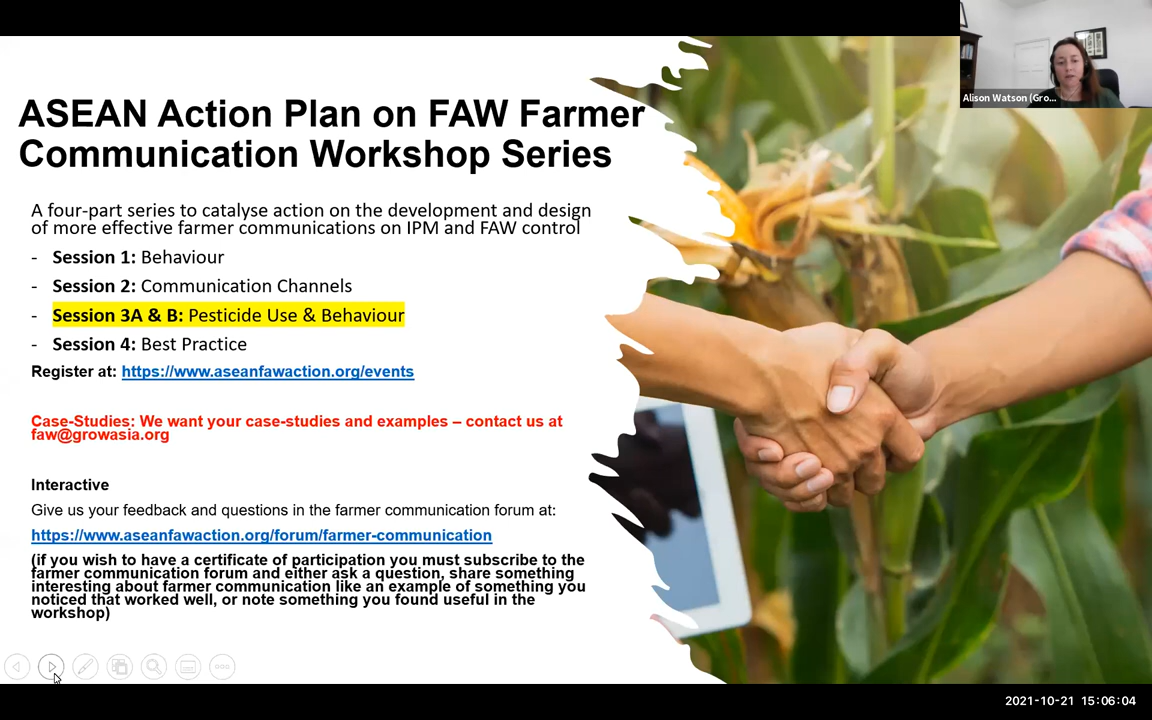 Alison Watson (Gro...
ASEAN Action Plan on FAW Farmer
Communication Workshop Series
A four-part series to catalyse action on the development and design
of more effective farmer communications on IPM and FAW control
- Session 1: Behaviour
- Session 2: Communication Channels
- Session 3A & B: Pesticide Use & Behaviour
- Session 4: Best Practice
Register at: https://www.aseanfawaction.org/events
Case-Studies: We want your case-studies and examples – contact us at
faw@growasia.org
Interactive
Give us your feedback and questions in the farmer communication forum at:
https://www.aseanfawaction.org/forum/farmer-communication
(if you wish to have a certificate of participation you must subscribe to the
farmer communication forum and either ask a question, share something
interesting about farmer communication like an example of something you
noticed that worked well, or note something you found useful in the
workshop)
2021-10-21 15:06:04